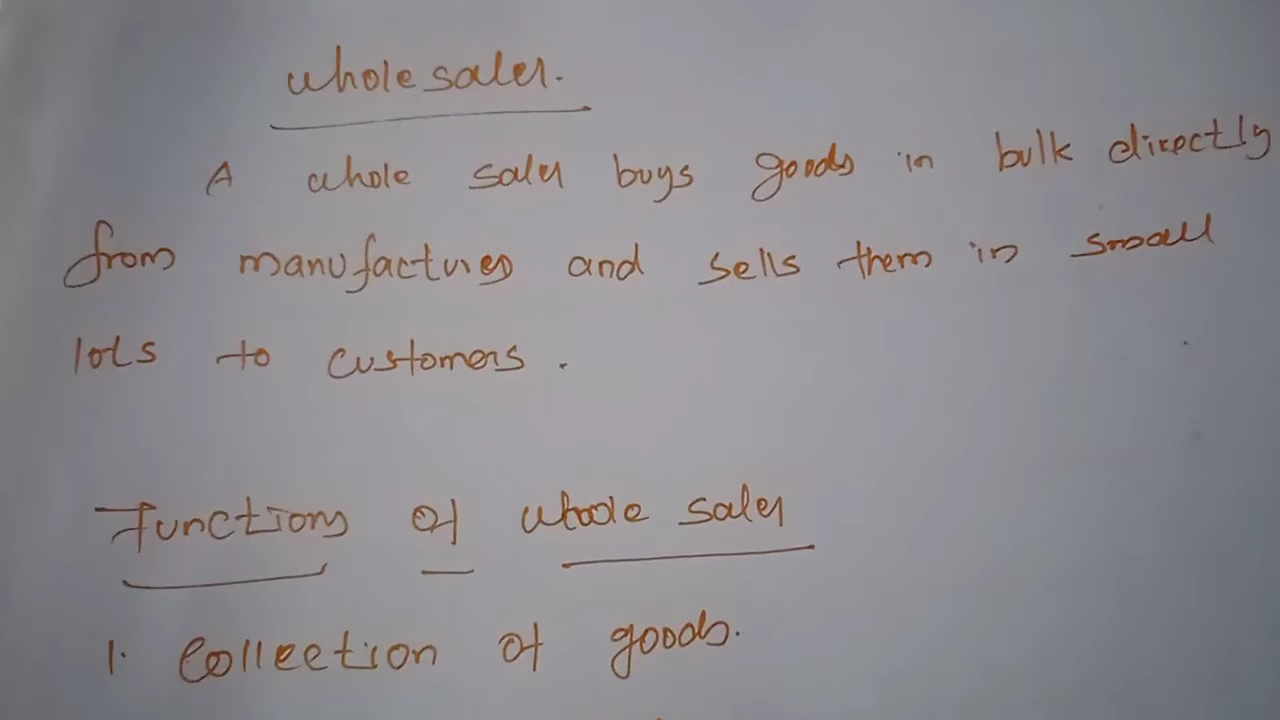 wholesaler.
A whole saler buys goods in bulk directly
from manufactures and sells them in small
lots to customers.
Functions of whole saler
1. Collection of goods.